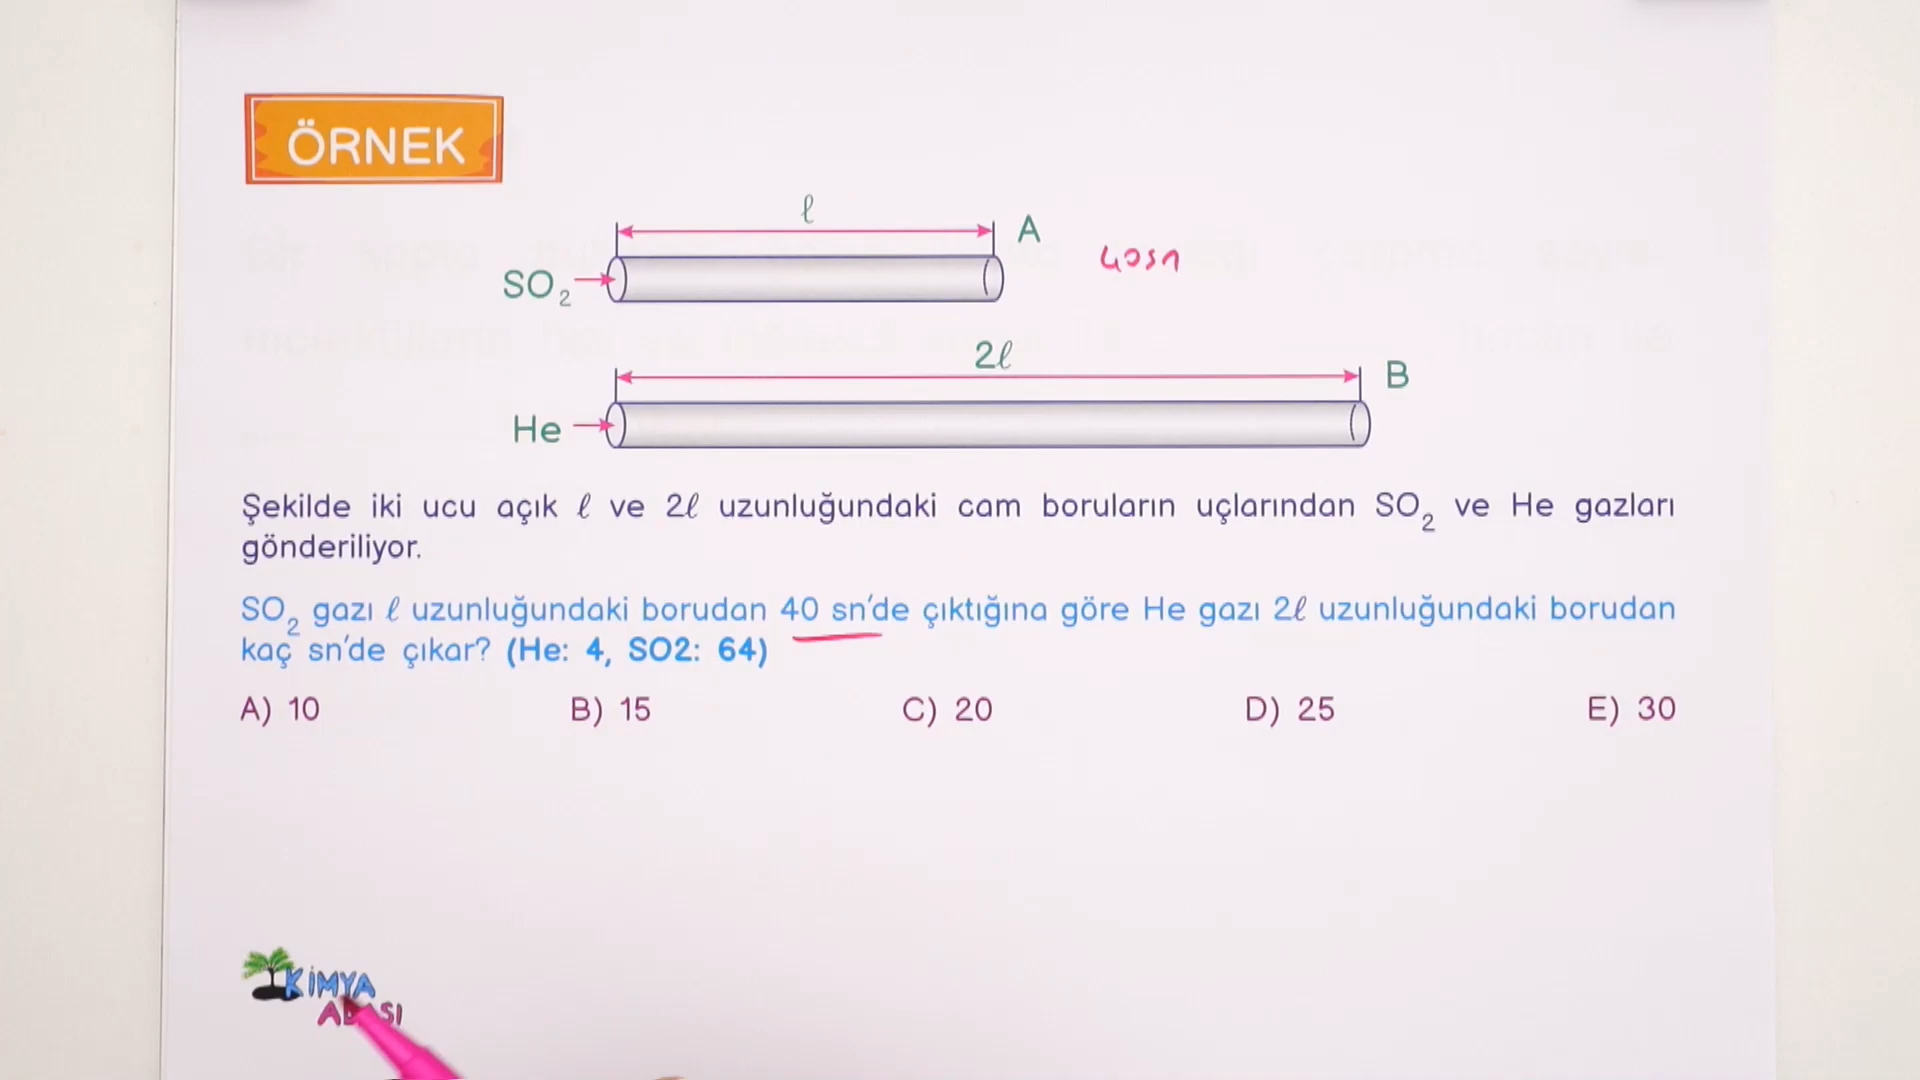 ÖRNEK
ℓ
A
40sn
SO₂
2ℓ
B
He
Şekilde iki ucu açık ℓ ve 2ℓ uzunluğundaki cam boruların uçlarından SO₂ ve He gazları
gönderiliyor.
SO₂ gazı ℓ uzunluğundaki borudan 40 sn'de çıktığına göre He gazı 2ℓ uzunluğundaki borudan
kaç sn'de çıkar? (He: 4, SO2: 64)
A) 10 B) 15 C) 20 D) 25 E) 30
KİMYA
ADASI